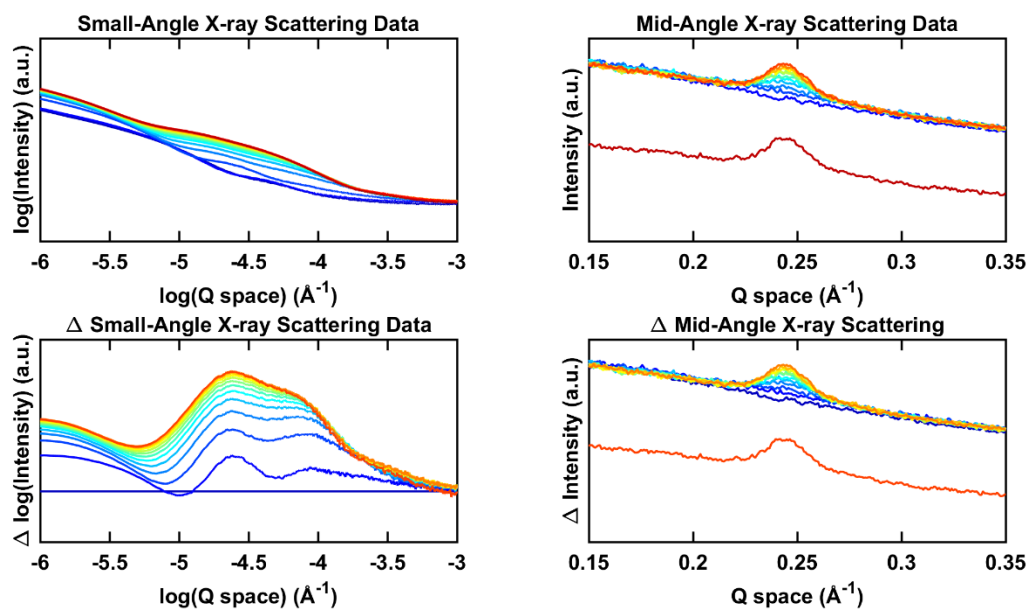 Small-Angle X-ray Scattering Data
log(Intensity) (a.u.)
-6 -5.5 -5 -4.5 -4 -3.5 -3
log(Q space) (Å⁻¹)
Mid-Angle X-ray Scattering Data
Intensity (a.u.)
0.15 0.2 0.25 0.3 0.35
Q space (Å⁻¹)
Δ Small-Angle X-ray Scattering Data
Δ log(Intensity) (a.u.)
-6 -5.5 -5 -4.5 -4 -3.5 -3
log(Q space) (Å⁻¹)
Δ Mid-Angle X-ray Scattering
Δ Intensity (a.u.)
0.15 0.2 0.25 0.3 0.35
Q space (Å⁻¹)